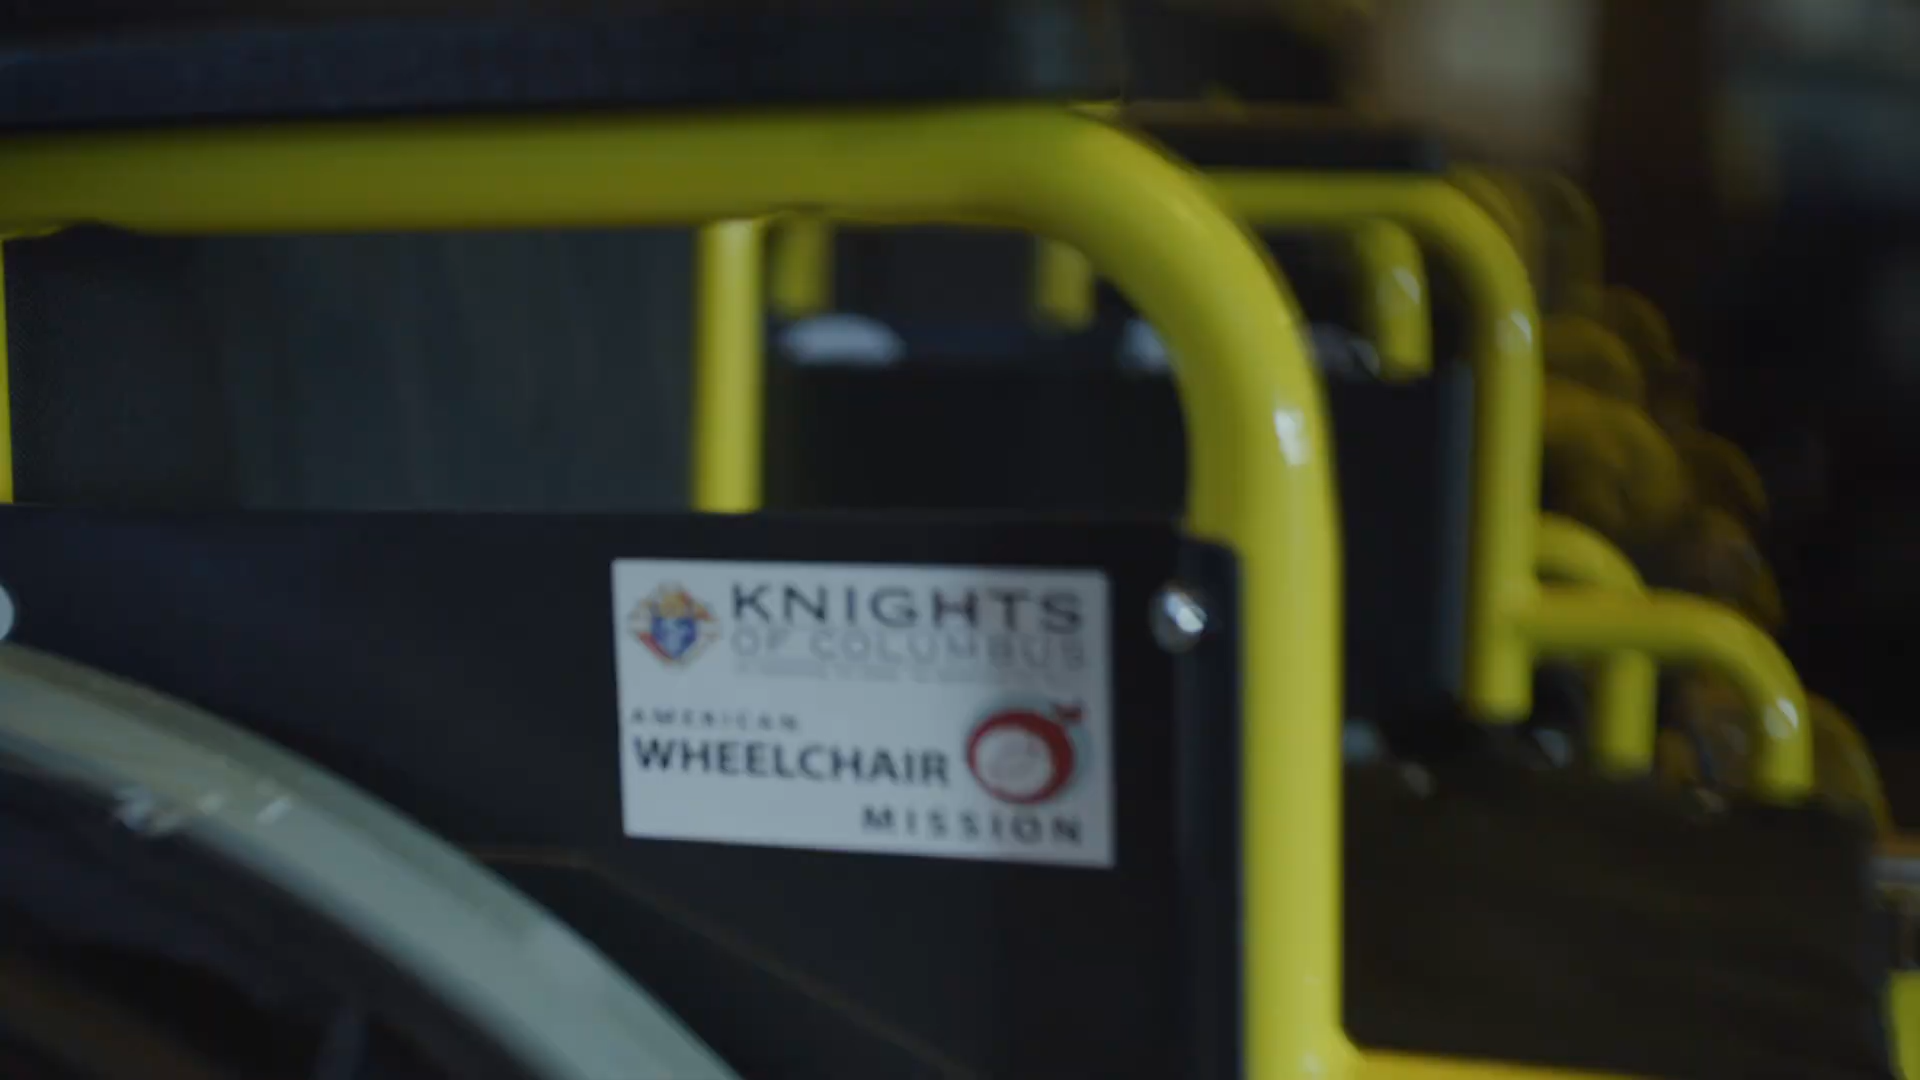 KNIGHTS
OF COLUMBUS
AMERICAN
WHEELCHAIR
MISSION